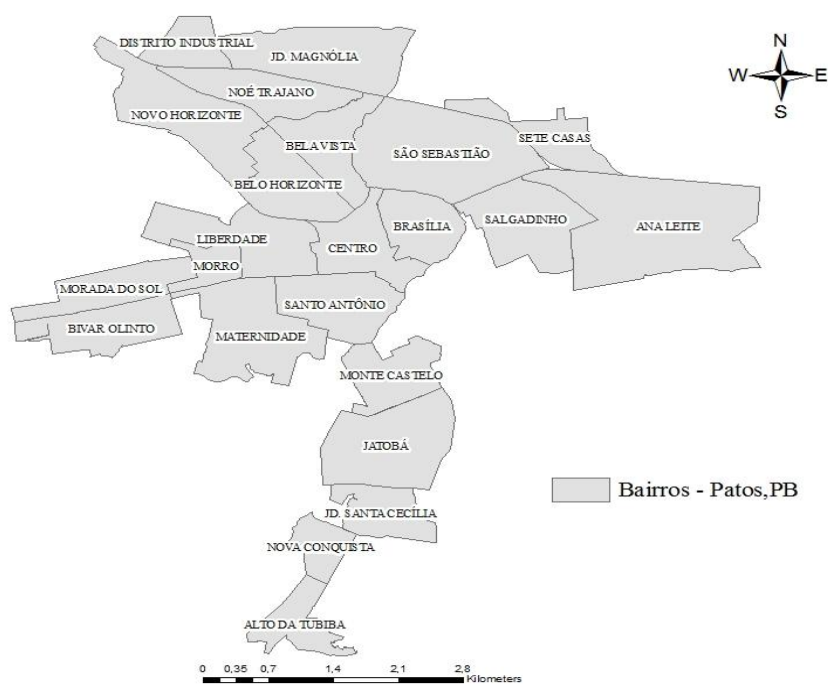 DISTRITO INDUSTRIAL
JD. MAGNÓLIA
N
W E
S
NOÉ TRAJANO
NOVO HORIZONTE
SETE CASAS
BELA VISTA
SÃO SEBASTIÃO
BELO HORIZONTE
SALGADINHO
BRASÍLIA
ANA LEITE
LIBERDADE
CENTRO
MORRO
MORADA DO SOL
SANTO ANTÔNIO
BIVAR OLINTO
MATERNIDADE
MONTE CASTELO
JATOBÁ
Bairros - Patos,PB
JD. SANTA CECÍLIA
NOVA CONQUISTA
ALTO DA TUBIBA
0 0,35 0,7 1,4 2,1 2,8
Kilometers